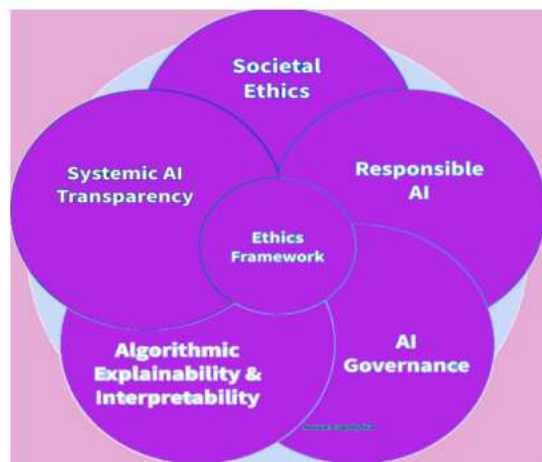 Societal
Ethics
Systemic AI
Transparency
Responsible
AI
Ethics
Framework
AI
Governance
Algorithmic
Explainability &
Interpretability